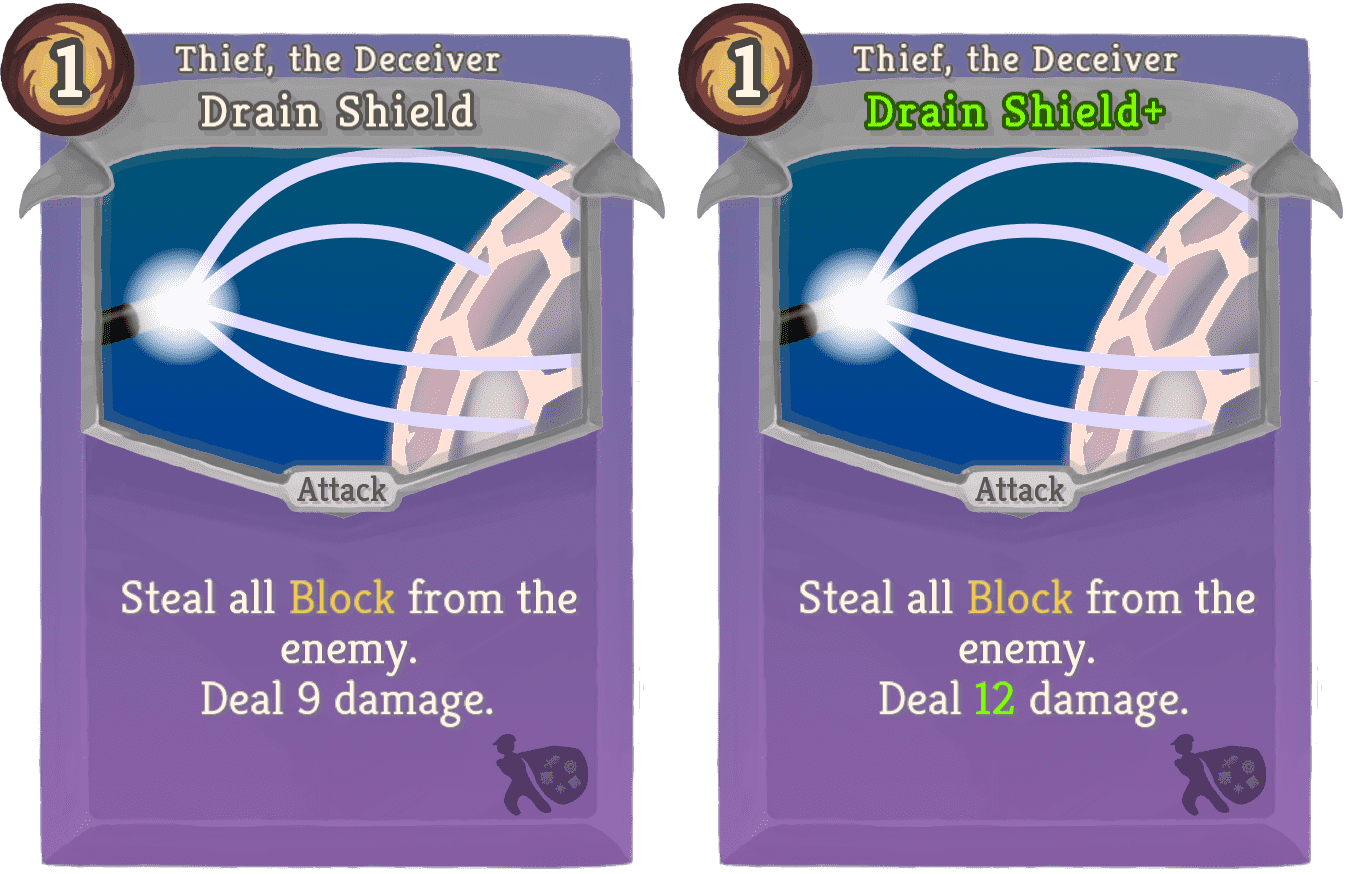 1
Thief, the Deceiver
Drain Shield
Attack
Steal all Block from the
enemy.
Deal 9 damage.
1
Thief, the Deceiver
Drain Shield+
Attack
Steal all Block from the
enemy.
Deal 12 damage.